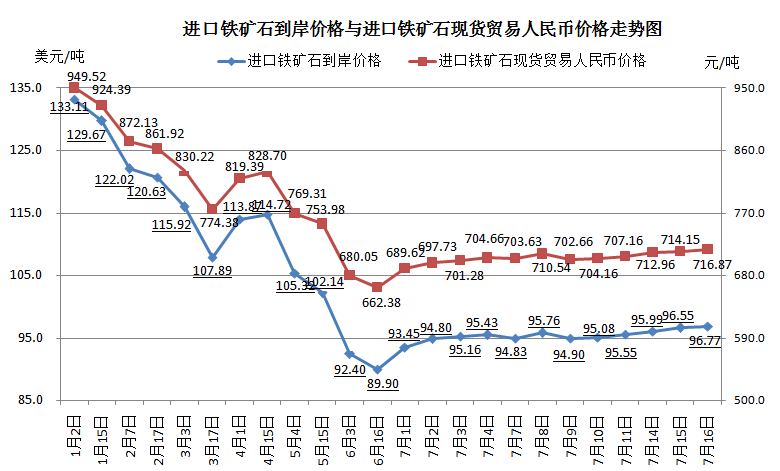 进口铁矿石到岸价格与进口铁矿石现货贸易人民币价格走势图
美元/吨
进口铁矿石到岸价格
进口铁矿石现货贸易人民币价格
元/吨
135.0
125.0
115.0
105.0
95.0
85.0
950.0
860.0
770.0
680.0
590.0
500.0
949.52
924.39
872.13
861.92
830.22
774.38
819.39
828.70
769.31
753.98
680.05
662.38
689.62
697.73
701.28
704.66
703.63
710.54
702.66
704.16
707.16
712.96
714.15
716.87
133.11
129.67
122.02
120.63
115.92
107.89
113.87
114.72
105.32
102.14
92.40
89.90
93.45
94.80
95.16
95.43
94.83
95.76
94.90
95.08
95.55
95.99
96.55
96.77
1月2日
1月15日
2月7日
2月17日
3月3日
3月17日
4月1日
4月15日
5月4日
5月15日
6月3日
6月16日
7月1日
7月2日
7月3日
7月6日
7月7日
7月8日
7月9日
7月10日
7月11日
7月14日
7月15日
7月16日